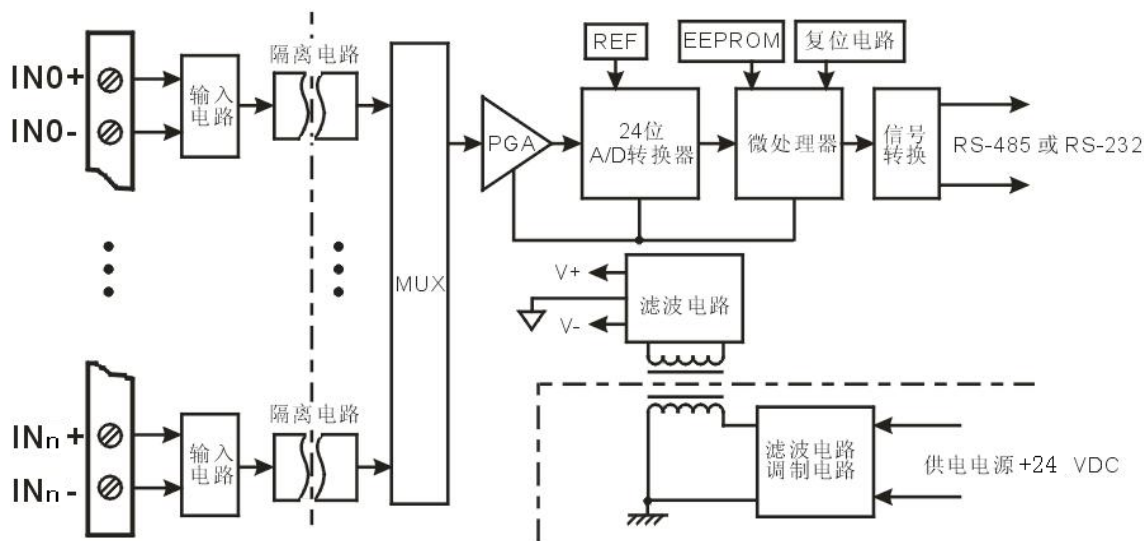 IN0+
IN0-
输入
电路
隔离电路
MUX
PGA
REF
24位
A/D转换器
EEPROM
复位电路
微处理器
信号
转换
RS-485 或 RS-232
V+
V-
滤波电路
INn+
INn-
输入
电路
隔离电路
滤波电路
调制电路
供电电源+24 VDC